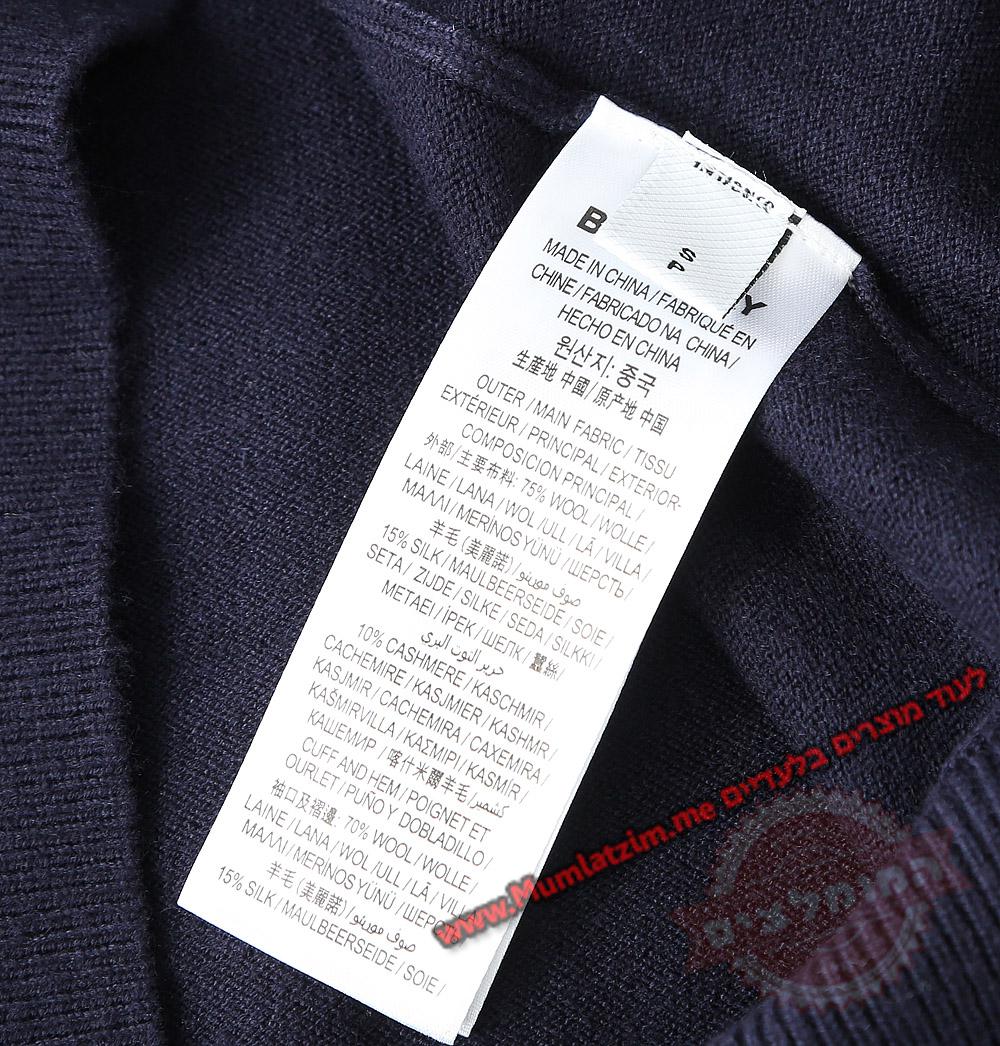 B
S
P
Y
MADE IN CHINA / FABRIQUÉ EN
CHINE / FABRICADO NA CHINA /
HECHO EN CHINA
원산지: 중국
生産地 中國 / 原产地 中国
OUTER / MAIN FABRIC / TISSU
EXTÉRIEUR / PRINCIPAL / EXTERIOR-
COMPOSICION PRINCIPAL /
外部/主要布料: 75% WOOL / WOLLE /
LAINE / LANA / WOL / ULL / LÃ / VILLA /
ΜΑΛΛΙ / MERİNOS YÜNÜ / ШЕРСТЬ /
羊毛 (美麗諾) / صوف مورينو /
15% SILK / MAULBEERSEIDE / SOIE /
SETA / ZIJDE / SILKE / SEDA / SILKKI /
ΜΕΤΑΞΙ / İPEK / ШЕЛК / 蠶絲 /
حرير التوت البري
10% CASHMERE / KASCHMIR /
CACHEMIRE / KASJMIER / KASHMIR /
KASJMIR / CACHEMIRA / CAXEMIRA /
KAŠMIRVILLA / ΚΑΣΜΙΡΙ / KASMIR /
КАШЕМИР / 喀什米爾羊毛 / كشمير /
CUFF AND HEM / POIGNET ET
OURLET / PUÑO Y DOBLADILLO /
袖口及褶邊: 70% WOOL / WOLLE /
LAINE / LANA / WOL / ULL / LÃ / VILL
ΜΑΛΛΙ / MERİNOS YÜNÜ / ШЕРС
羊毛 (美麗諾) / صوف مورينو
15% SILK / MAULBEERSEIDE / SOIE /
לעוד מוצרים בלעדיים www.Mumlatzim.me